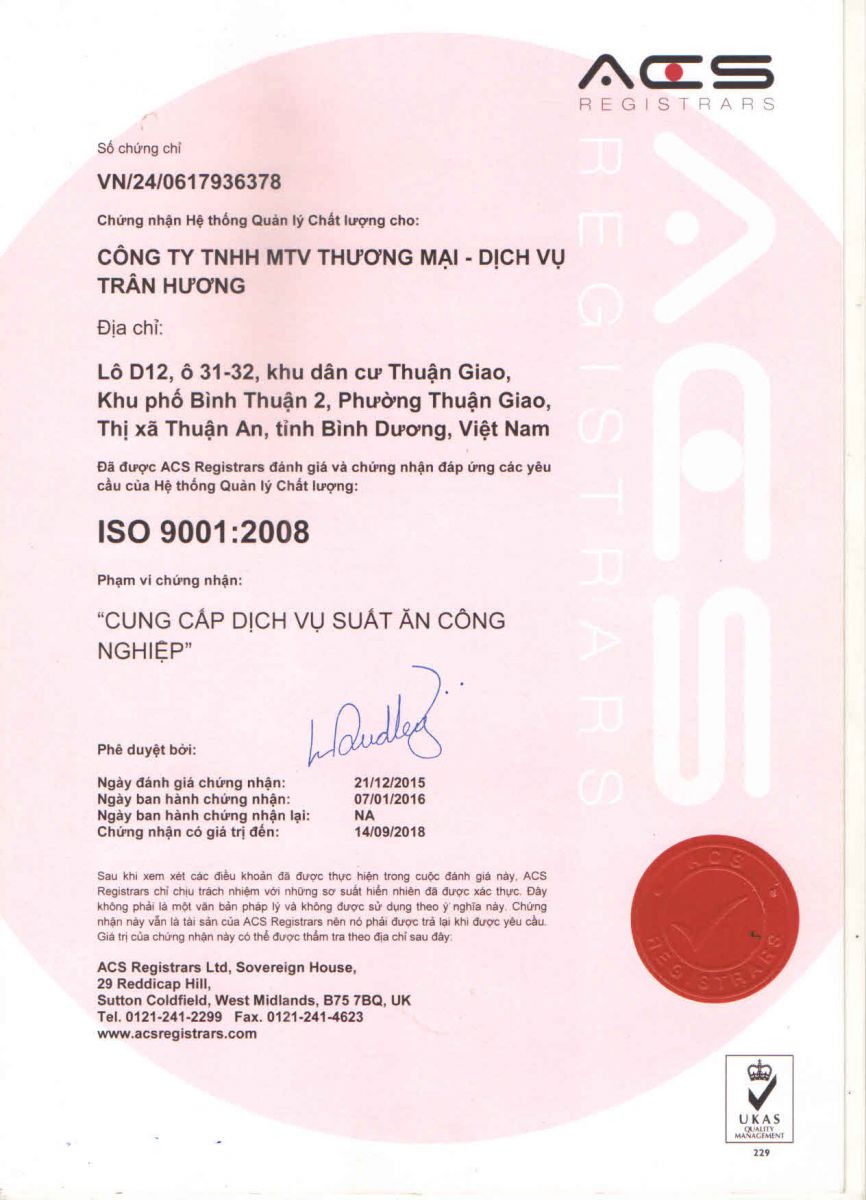 ACS
REGISTRARS
Số chứng chỉ
VN/24/0617936378
Chứng nhận Hệ thống Quản lý Chất lượng cho:
CÔNG TY TNHH MTV THƯƠNG MẠI - DỊCH VỤ
TRÂN HƯƠNG
Địa chỉ:
Lô D12, ô 31-32, khu dân cư Thuận Giao,
Khu phố Bình Thuận 2, Phường Thuận Giao,
Thị xã Thuận An, tỉnh Bình Dương, Việt Nam
Đã được ACS Registrars đánh giá và chứng nhận đáp ứng các yêu
cầu của Hệ thống Quản lý Chất lượng:
ISO 9001:2008
Phạm vi chứng nhận:
“CUNG CẤP DỊCH VỤ SUẤT ĂN CÔNG
NGHIỆP”
Phê duyệt bởi:
Ngày đánh giá chứng nhận: 21/12/2015
Ngày ban hành chứng nhận: 07/01/2016
Ngày ban hành chứng nhận lại: NA
Chứng nhận có giá trị đến: 14/09/2018
Sau khi xem xét các điều khoản đã được thực hiện trong cuộc đánh giá này, ACS
Registrars chỉ chịu trách nhiệm với những sơ suất hiển nhiên đã được xác thực. Đây
không phải là một văn bản pháp lý và không được sử dụng theo ý nghĩa này. Chứng
nhận này vẫn là tài sản của ACS Registrars nên nó phải được trả lại khi được yêu cầu.
Giá trị của chứng nhận này có thể được thẩm tra theo địa chỉ sau đây:
ACS Registrars Ltd, Sovereign House,
29 Reddicap Hill,
Sutton Coldfield, West Midlands, B75 7BQ, UK
Tel. 0121-241-2299 Fax. 0121-241-4623
www.acsregistrars.com
ACS
REGISTRARS
ACS
REGISTRARS
UKAS
QUALITY
MANAGEMENT
229